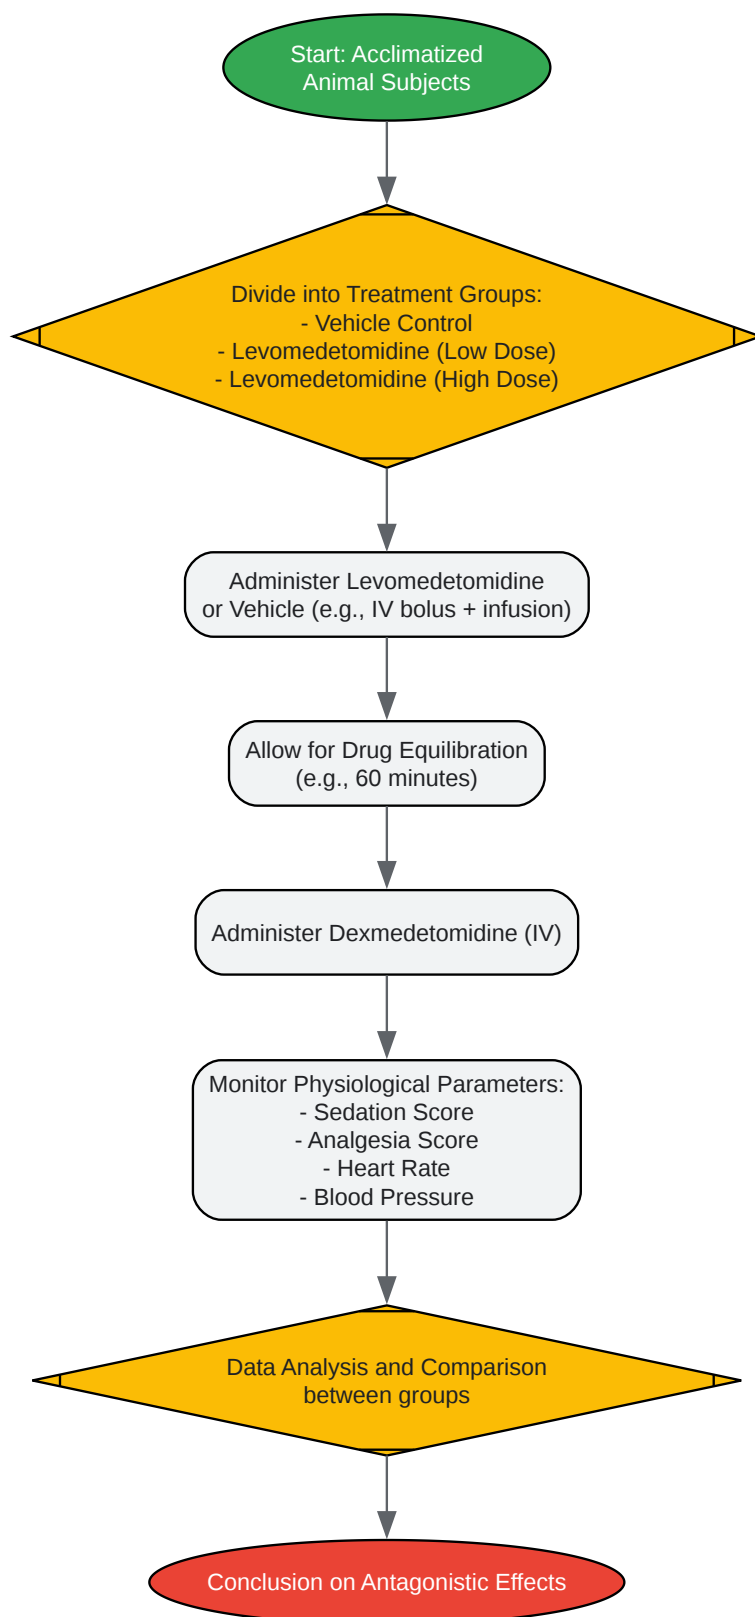 Start: Acclimatized
Animal Subjects
Divide into Treatment Groups:
- Vehicle Control
- Levomedetomidine (Low Dose)
- Levomedetomidine (High Dose)
Administer Levomedetomidine
or Vehicle (e.g., IV bolus + infusion)
Allow for Drug Equilibration
(e.g., 60 minutes)
Administer Dexmedetomidine (IV)
Monitor Physiological Parameters:
- Sedation Score
- Analgesia Score
- Heart Rate
- Blood Pressure
Data Analysis and Comparison
between groups
Conclusion on Antagonistic Effects